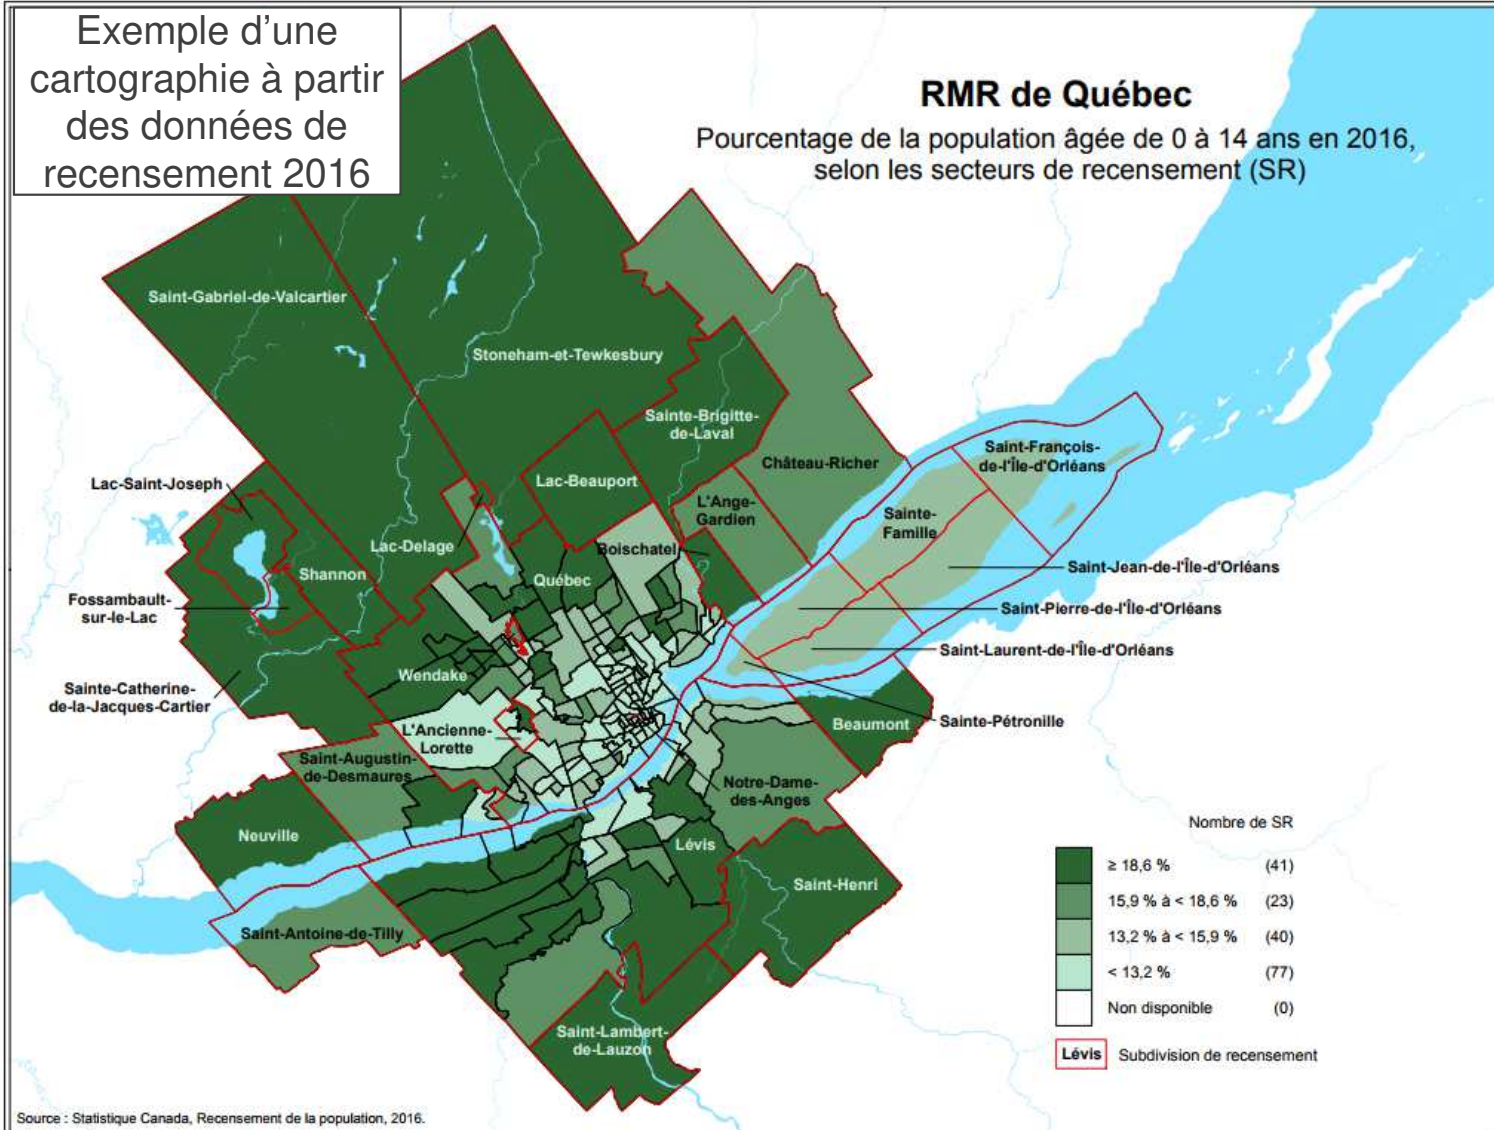 Exemple d’une
cartographie à partir
des données de
recensement 2016
RMR de Québec
Pourcentage de la population âgée de 0 à 14 ans en 2016,
selon les secteurs de recensement (SR)
Saint-Gabriel-de-Valcartier
Stoneham-et-Tewkesbury
Sainte-Brigitte-
de-Laval
Château-Richer
Saint-François-
de-l'Île-d'Orléans
Lac-Saint-Joseph
Lac-Beauport
L'Ange-
Gardien
Sainte-
Famille
Lac-Delage
Boischatel
Shannon
Québec
Saint-Jean-de-l'Île-d'Orléans
Fossambault-
sur-le-Lac
Saint-Pierre-de-l'Île-d'Orléans
Saint-Laurent-de-l'Île-d'Orléans
Wendake
Sainte-Catherine-
de-la-Jacques-Cartier
Beaumont
Sainte-Pétronille
L'Ancienne-
Lorette
Saint-Augustin-
de-Desmaures
Notre-Dame-
des-Anges
Neuville
Lévis
Saint-Henri
Saint-Antoine-de-Tilly
Saint-Lambert-
de-Lauzon
Nombre de SR
≥ 18,6 % (41)
15,9 % à < 18,6 % (23)
13,2 % à < 15,9 % (40)
< 13,2 % (77)
Non disponible (0)
Lévis Subdivision de recensement
Source : Statistique Canada, Recensement de la population, 2016.